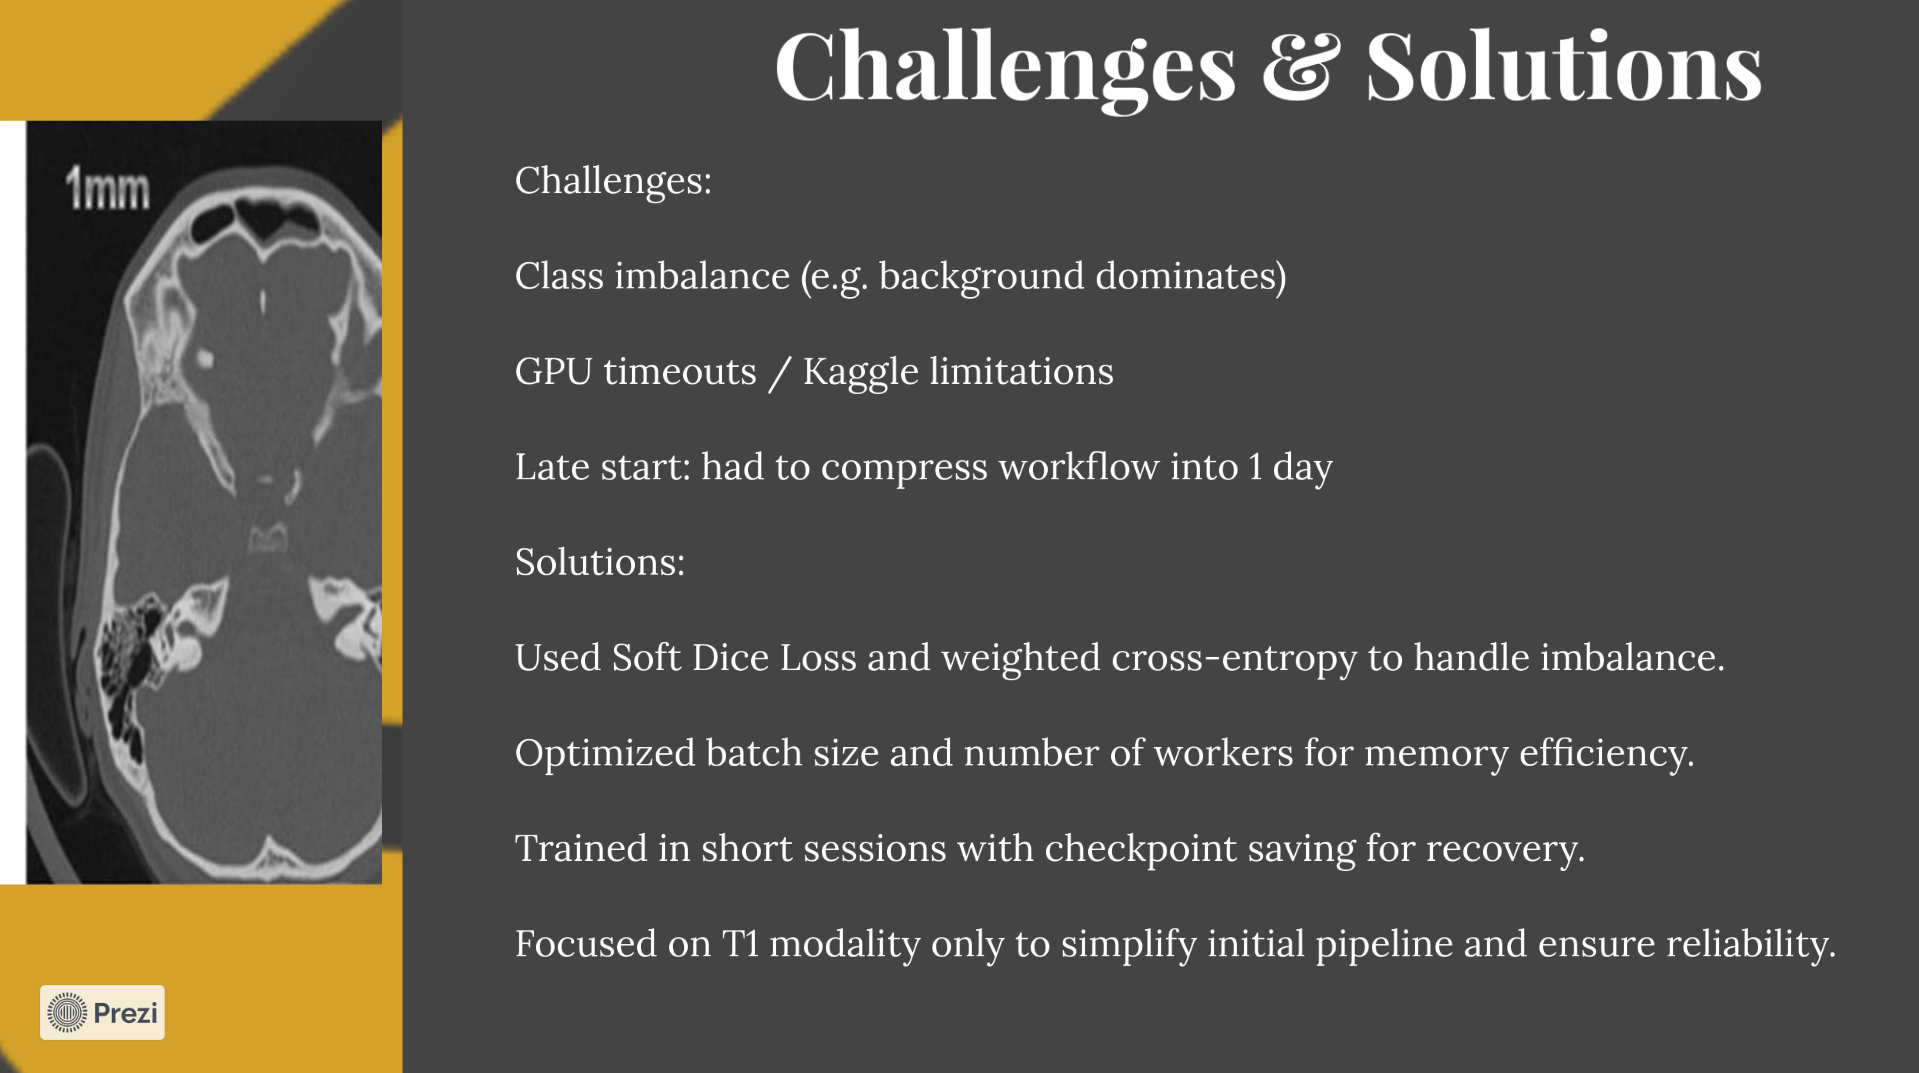 Challenges & Solutions
1mm
Challenges:
Class imbalance (e.g. background dominates)
GPU timeouts / Kaggle limitations
Late start: had to compress workflow into 1 day
Solutions:
Used Soft Dice Loss and weighted cross-entropy to handle imbalance.
Optimized batch size and number of workers for memory efficiency.
Trained in short sessions with checkpoint saving for recovery.
Focused on T1 modality only to simplify initial pipeline and ensure reliability.
Prezi